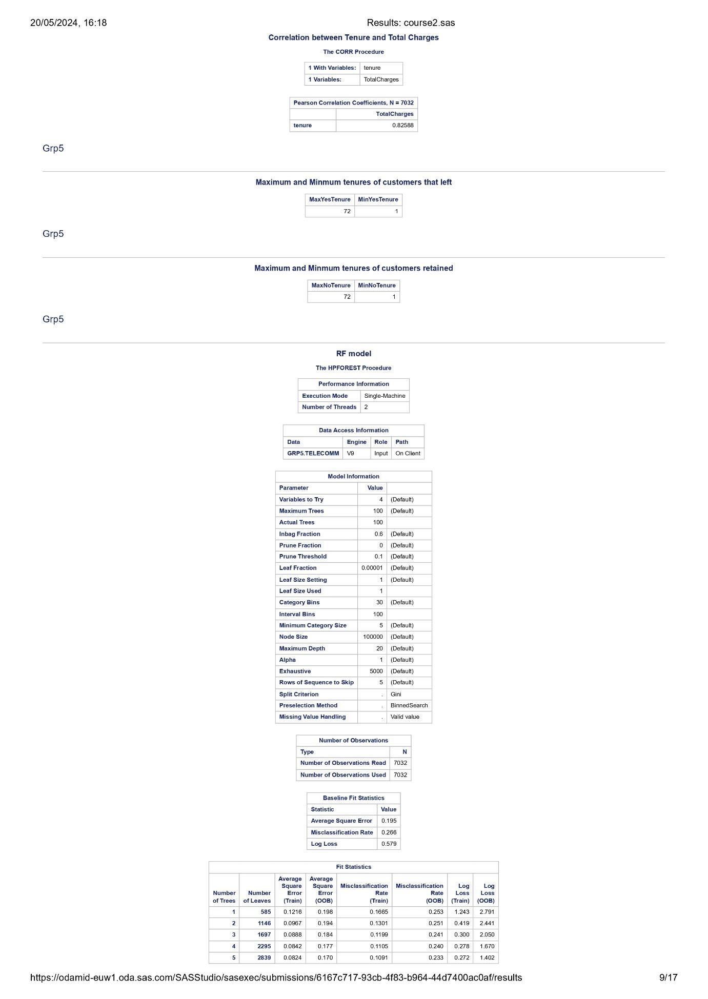 20/05/2024, 16:18 Results: course2.sas
Correlation between Tenure and Total Charges
The CORR Procedure
1 With Variables: tenure
1 Variables: TotalCharges
Pearson Correlation Coefficients, N = 7032
TotalCharges
tenure 0.82588
Grp5
Maximum and Minmum tenures of customers that left
MaxYesTenure MinYesTenure
72 1
Grp5
Maximum and Minmum tenures of customers retained
MaxNoTenure MinNoTenure
72 1
Grp5
RF model
The HPFOREST Procedure
Performance Information
Execution Mode Single-Machine
Number of Threads 2
Data Access Information
Data Engine Role Path
GRP5.TELECOMM V9 Input On Client
Model Information
Parameter Value
Variables to Try 4 (Default)
Maximum Trees 100 (Default)
Actual Trees 100
Inbag Fraction 0.6 (Default)
Prune Fraction 0 (Default)
Prune Threshold 0.1 (Default)
Leaf Fraction 0.00001 (Default)
Leaf Size Setting 1 (Default)
Leaf Size Used 1
Category Bins 30 (Default)
Interval Bins 100
Minimum Category Size 5 (Default)
Node Size 100000 (Default)
Maximum Depth 20 (Default)
Alpha 1 (Default)
Exhaustive 5000 (Default)
Rows of Sequence to Skip 5 (Default)
Split Criterion . Gini
Preselection Method . BinnedSearch
Missing Value Handling . Valid value
Number of Observations
Type N
Number of Observations Read 7032
Number of Observations Used 7032
Baseline Fit Statistics
Statistic Value
Average Square Error 0.195
Misclassification Rate 0.266
Log Loss 0.579
Fit Statistics
Average Average
Square Square Misclassification Misclassification Log Log
Number Number Error Error Rate Rate Loss Loss
of Trees of Leaves (Train) (OOB) (Train) (OOB) (Train) (OOB)
1 585 0.1216 0.198 0.1665 0.253 1.243 2.791
2 1146 0.0967 0.194 0.1301 0.251 0.419 2.441
3 1697 0.0888 0.184 0.1199 0.241 0.300 2.050
4 2295 0.0842 0.177 0.1105 0.240 0.278 1.670
5 2839 0.0824 0.170 0.1091 0.233 0.272 1.402
https://odamid-euw1.oda.sas.com/SASStudio/sasexec/submissions/6167c717-93cb-4f83-b964-44d7400ac0af/results 9/17